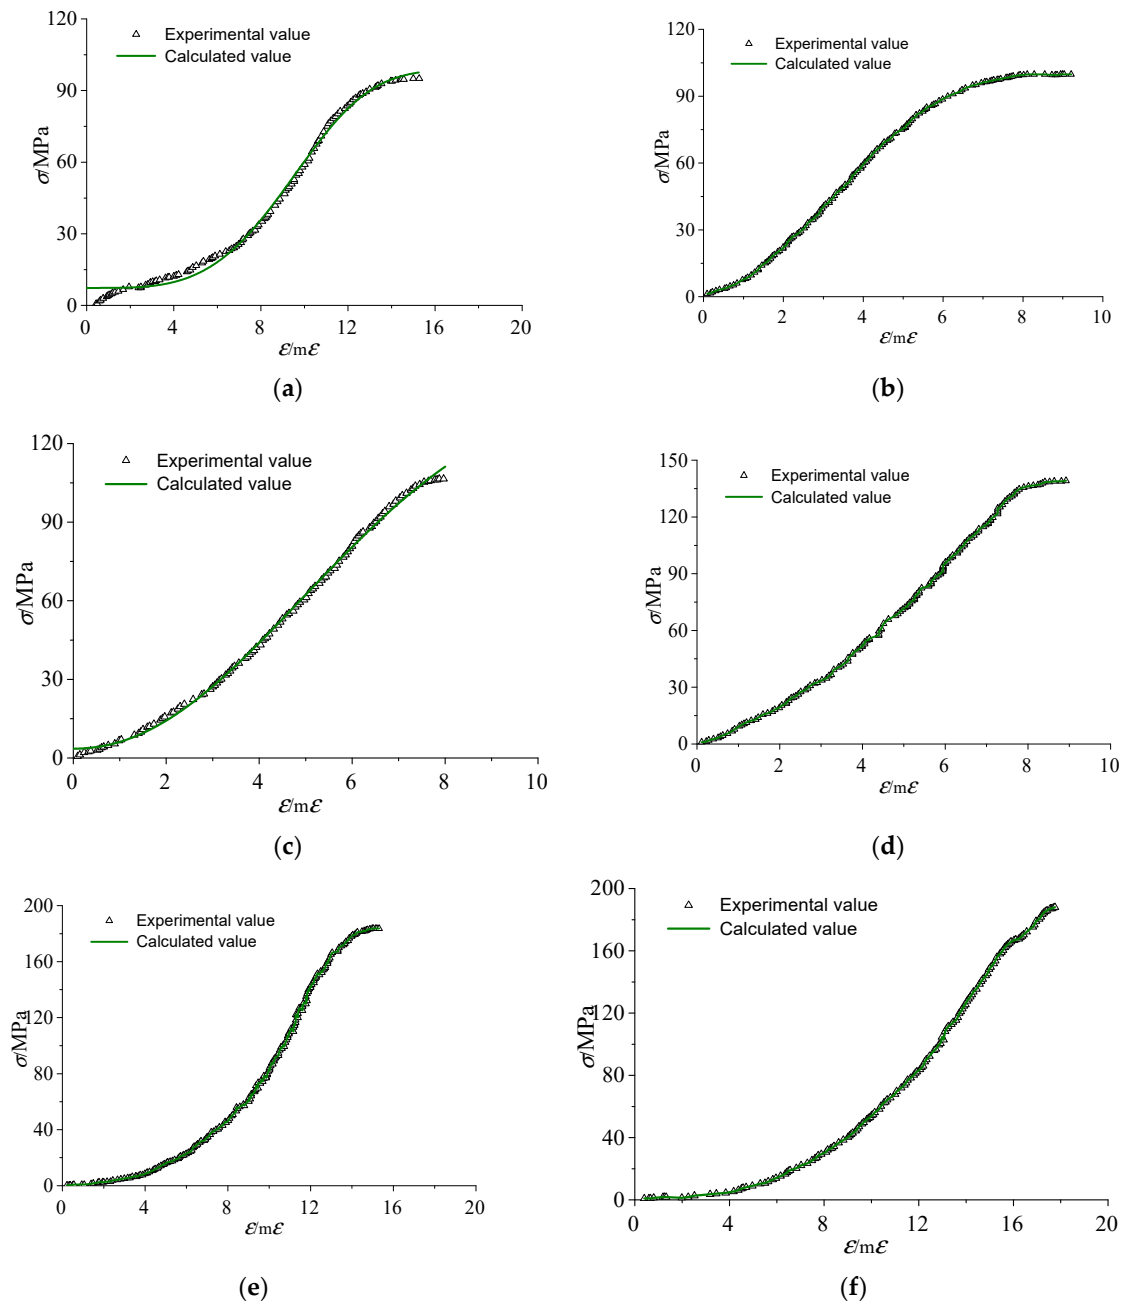 120
90
60
30
0
σ/MPa
Experimental value
Calculated value
0 4 8 12 16 20
ε/mε
(a)
120
90
60
30
0
σ/MPa
Experimental value
Calculated value
0 2 4 6 8 10
ε/mε
(b)
120
90
60
30
0
σ/MPa
Experimental value
Calculated value
0 2 4 6 8 10
ε/mε
(c)
150
120
90
60
30
0
σ/MPa
Experimental value
Calculated value
0 2 4 6 8 10
ε/mε
(d)
200
160
120
80
40
0
σ/MPa
Experimental value
Calculated value
0 4 8 12 16 20
ε/mε
(e)
200
160
120
80
40
0
σ/MPa
Experimental value
Calculated value
0 4 8 12 16 20
ε/mε
(f)